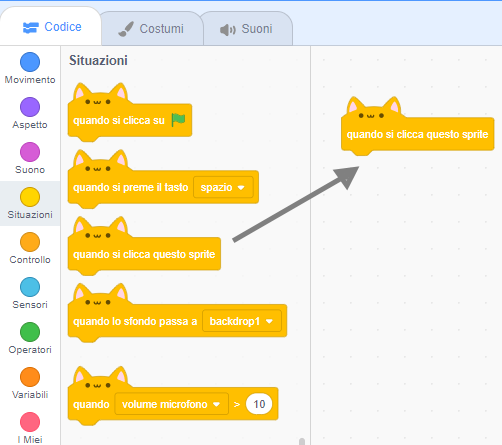 Codice
Costumi
Suoni
Movimento
Aspetto
Suono
Situazioni
Controllo
Sensori
Operatori
Variabili
I Miei
Situazioni
quando si clicca su
quando si preme il tasto spazio
quando si clicca questo sprite
quando lo sfondo passa a backdrop1
quando volume microfono > 10
quando si clicca questo sprile